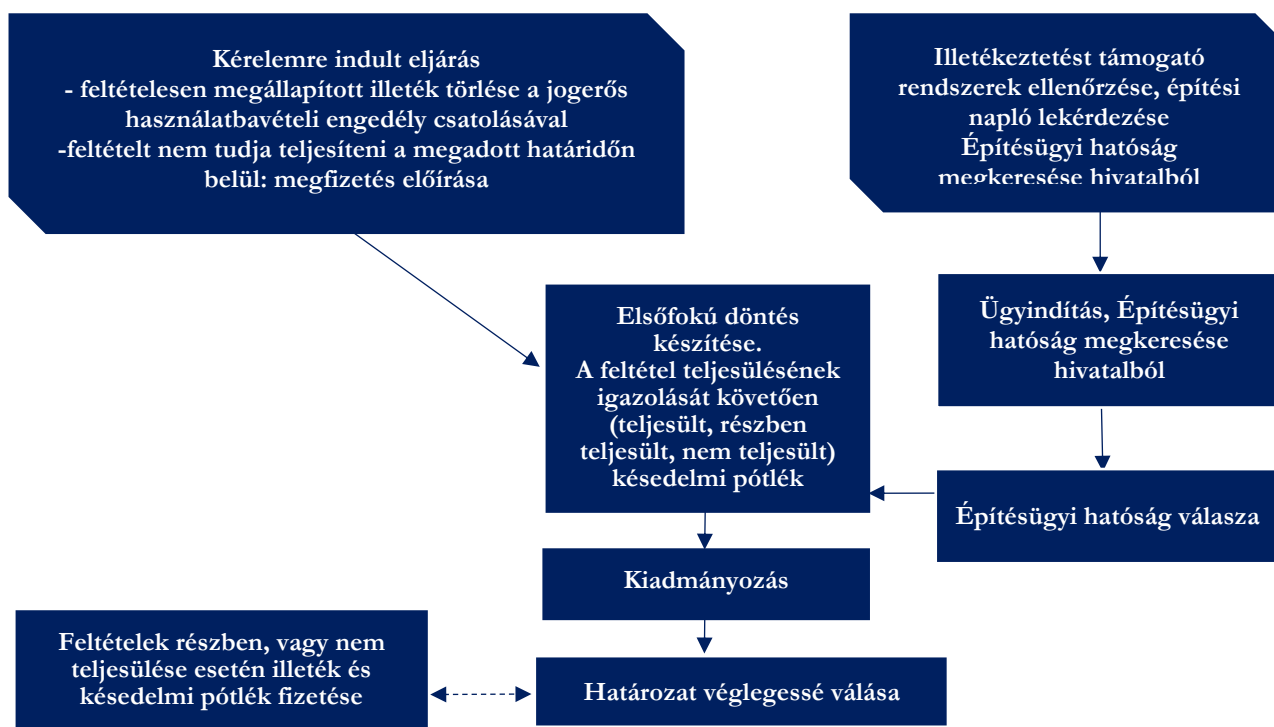 Kérelemre indult eljárás
- feltételesen megállapított illeték törlése a jogerős
használatbavételi engedély csatolásával
-feltételt nem tudja teljesíteni a megadott határidőn
belül: megfizetés előírása
Illetékeztetést támogató
rendszerek ellenőrzése, építési
napló lekérdezése
Építésügyi hatóság
megkeresése hivatalból
Ügyindítás, Építésügyi
hatóság megkeresése
hivatalból
Elsőfokú döntés
készítése.
A feltétel teljesülésének
igazolását követően
(teljesült, részben
teljesült, nem teljesült)
késedelmi pótlék
Építésügyi hatóság válasza
Kiadmányozás
Feltételek részben, vagy nem
teljesülése esetén illeték és
késedelmi pótlék fizetése
Határozat véglegessé válása